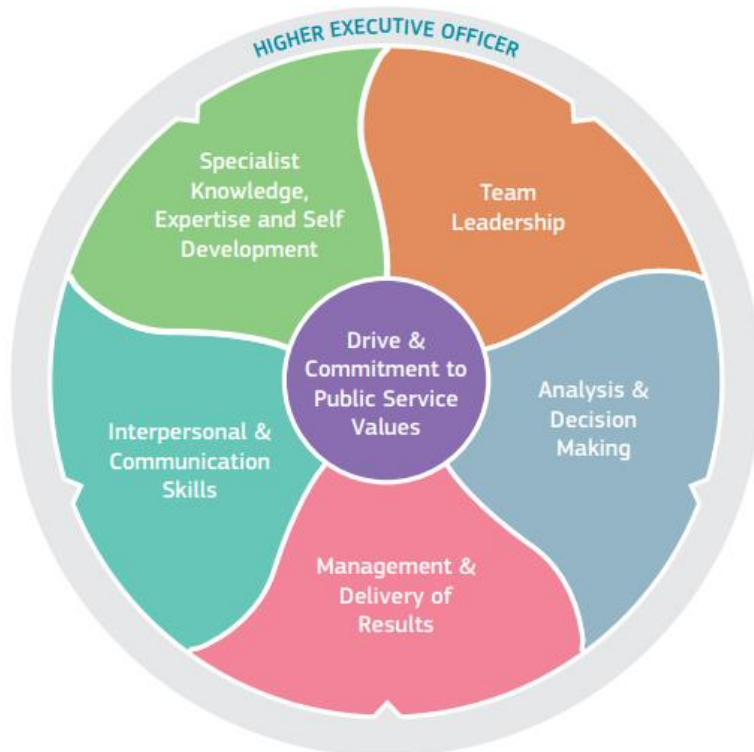 HIGHER EXECUTIVE OFFICER
Specialist
Knowledge,
Expertise and Self
Development
Team
Leadership
Drive &
Commitment to
Public Service
Values
Analysis &
Decision
Making
Interpersonal &
Communication
Skills
Management &
Delivery of
Results